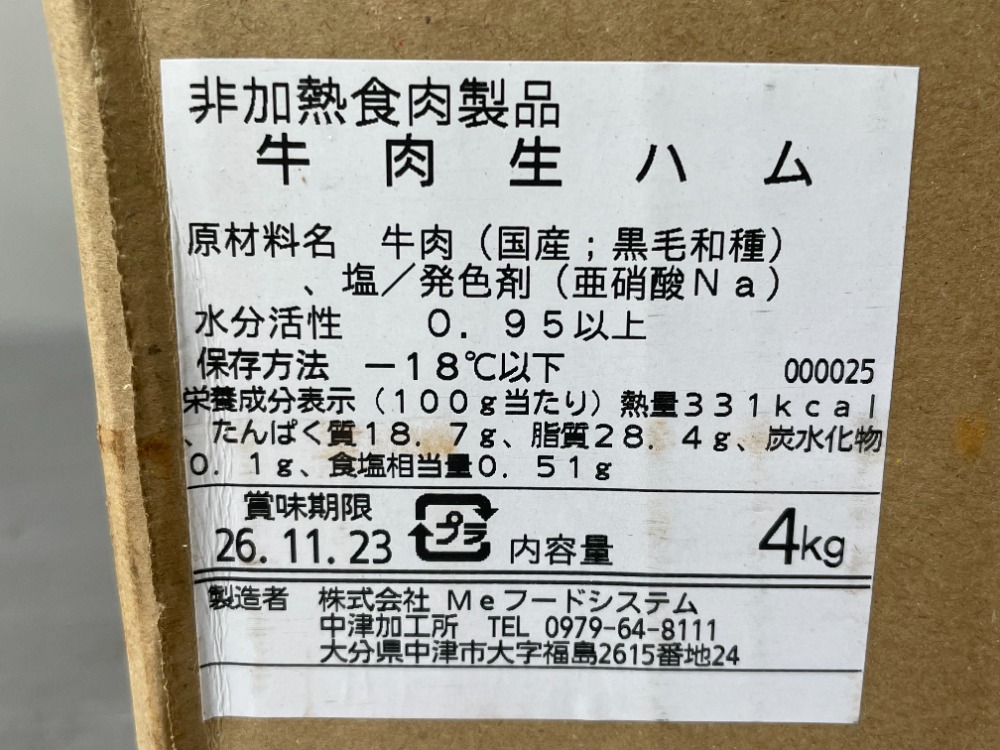 非加熱食肉製品
牛肉生ハム
原材料名 牛肉（国産；黒毛和種）
、塩／発色剤（亜硝酸Ｎａ）
水分活性 ０．９５以上
保存方法 －１８℃以下 000025
栄養成分表示（１００ｇ当たり）熱量３３１ｋｃａｌ
、たんぱく質１８．７ｇ、脂質２８．４ｇ、炭水化物
０．１ｇ、食塩相当量０．５１ｇ
賞味期限
26.11.23 プラ 内容量 4kg
製造者 株式会社 Ｍｅフードシステム
中津加工所 TEL 0979-64-8111
大分県中津市大字福島2615番地24